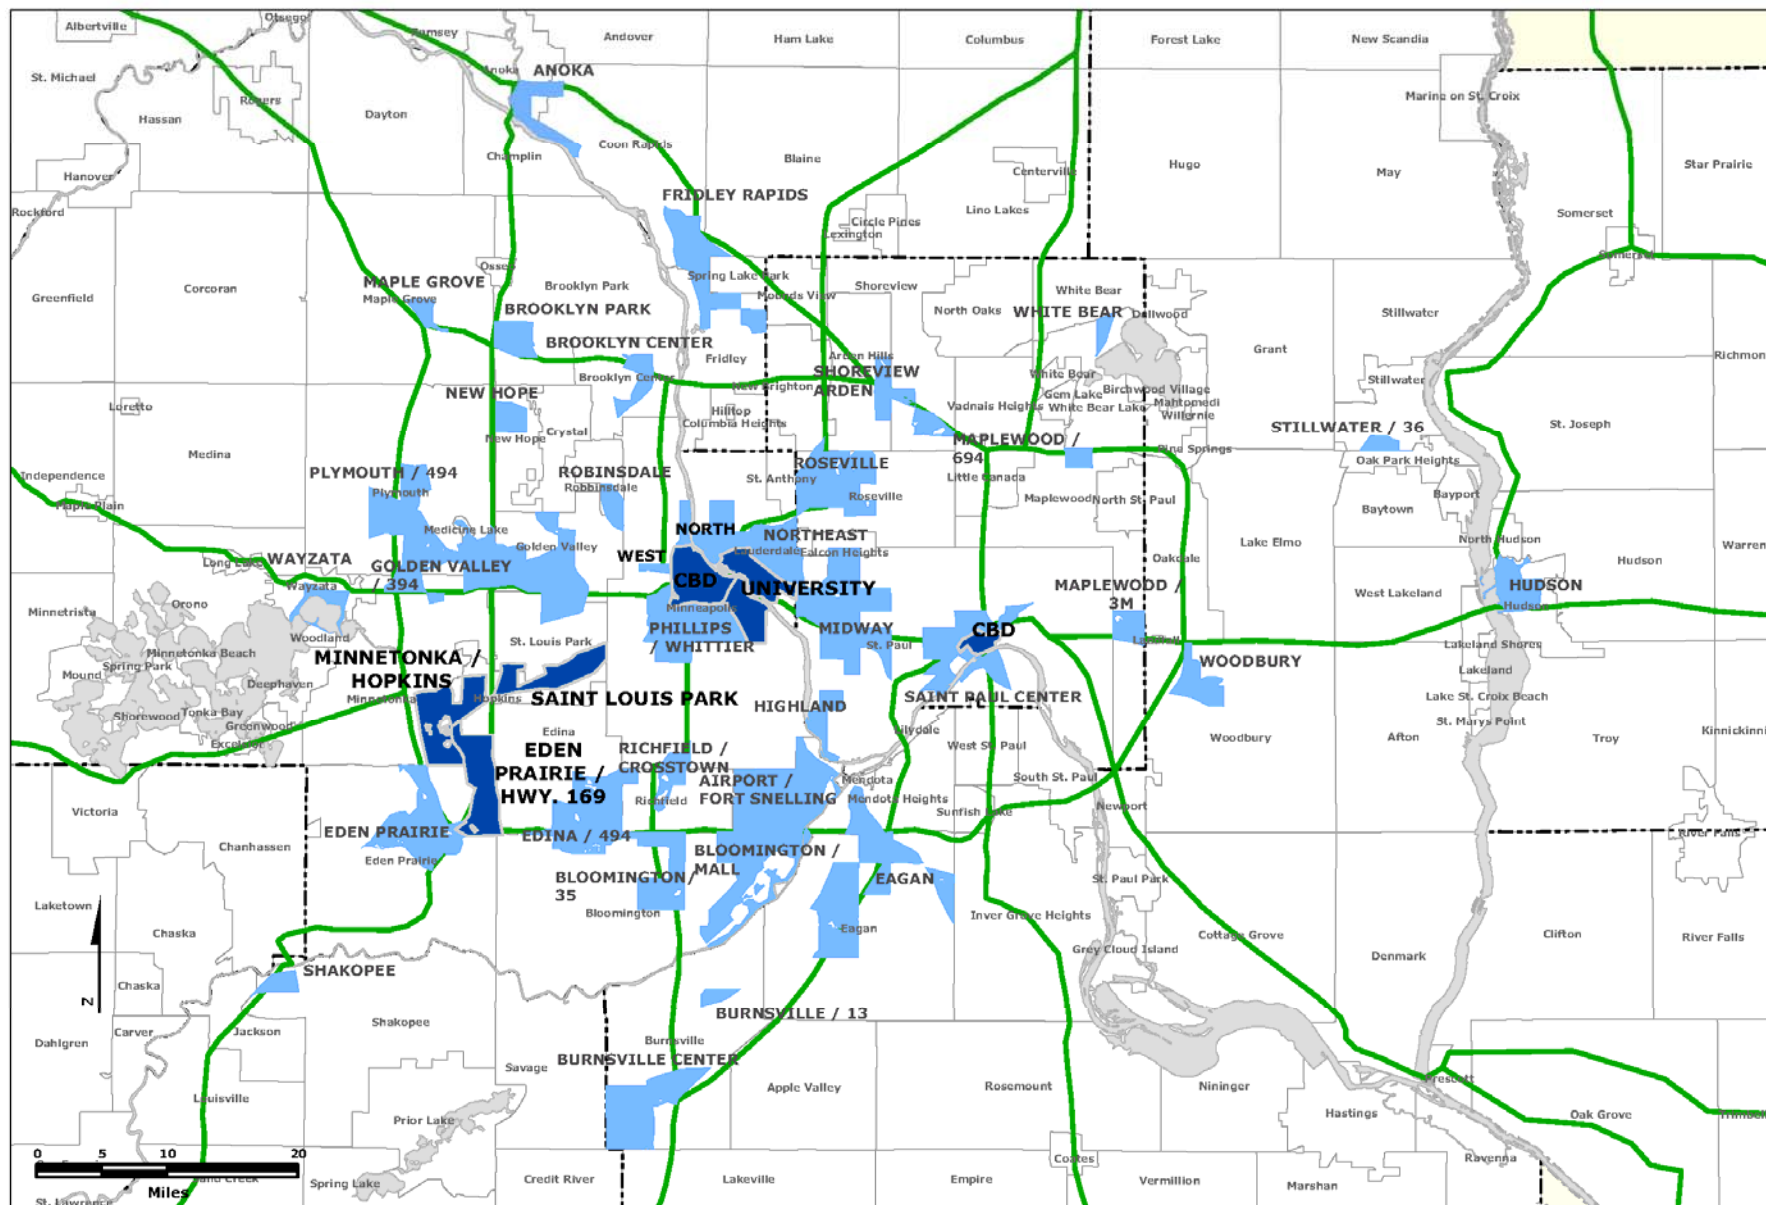 Otsego
Albertville
Ramsey
Andover
Ham Lake
Columbus
Forest Lake
New Scandia
St. Michael
Anoka
ANOKA
Rogers
Marine on St. Croix
Hassan
Dayton
Coon Rapids
Champlin
Blaine
Hugo
Star Prairie
Hanover
Centerville
May
FRIDLEY RAPIDS
Rockford
Lino Lakes
Somerset
Circle Pines
Lexington
Somerset
Osseo
Spring Lake Park
MAPLE GROVE
Maple Grove
Greenfield
Corcoran
Brooklyn Park
Mounds View
Shoreview
White Bear
BROOKLYN PARK
North Oaks
WHITE BEAR
Dellwood
Stillwater
BROOKLYN CENTER
Grant
Richmon
Fridley
Arden Hills
SHOREVIEW
ARDEN
Brooklyn Center
New Brighton
White Bear
Stillwater
NEW HOPE
Birchwood Village
Gem Lake
Mahtomedi
Loretto
Hilltop
Vadnais Heights
White Bear Lake
Willernie
Columbia Heights
St. Joseph
STILLWATER / 36
New Hope
Crystal
MAPLEWOOD /
694
Medina
Pine Springs
ROSEVILLE
Oak Park Heights
Independence
PLYMOUTH / 494
ROBINSDALE
Robbinsdale
St. Anthony
Little Canada
Plymouth
Roseville
Maplewood
North St. Paul
Bayport
Maple Plain
Baytown
Medicine Lake
NORTH
NORTHEAST
Golden Valley
WEST
Lauderdale
Falcon Heights
Lake Elmo
North Hudson
Warren
WAYZATA
Long Lake
GOLDEN VALLEY
/ 394
Oakdale
Hudson
Wayzata
CBD
UNIVERSITY
MAPLEWOOD /
3M
West Lakeland
HUDSON
Hudson
Minnetrista
Orono
Minneapolis
PHILLIPS
/ WHITTIER
MIDWAY
CBD
Woodland
St. Louis Park
St. Paul
Landfall
Lakeland Shores
Minnetonka Beach
Spring Park
MINNETONKA /
HOPKINS
WOODBURY
Lakeland
Mound
Deephaven
Minnetonka
Hopkins
SAINT LOUIS PARK
SAINT PAUL CENTER
Lake St. Croix Beach
HIGHLAND
Shorewood
Tonka Bay
Greenwood
St. Marys Point
Excelsior
Edina
Lilydale
West St. Paul
Woodbury
Afton
Troy
Kinnickinni
EDEN
PRAIRIE /
HWY. 169
RICHFIELD /
CROSSTOWN
AIRPORT /
FORT SNELLING
Mendota
South St. Paul
Richfield
Mendota Heights
Newport
Victoria
Sunfish Lake
EDEN PRAIRIE
EDINA / 494
River Falls
Chanhassen
Eden Prairie
BLOOMINGTON /
MALL
BLOOMINGTON/
35
EAGAN
St. Paul Park
Laketown
Bloomington
Inver Grove Heights
Chaska
Eagan
Cottage Grove
Clifton
River Falls
Grey Cloud Island
Denmark
SHAKOPEE
Chaska
N
BURNSVILLE / 13
Shakopee
Carver
Jackson
Dahlgren
Burnsville
BURNSVILLE CENTER
Savage
Apple Valley
Rosemount
Nininger
Prescott
Louisville
Prior Lake
Hastings
Oak Grove
Trimbel
0 5 10 20
Miles
Sand Creek
Spring Lake
Credit River
Lakeville
Empire
Coates
Vermillion
Marshan
Ravenna
St. Lawrence